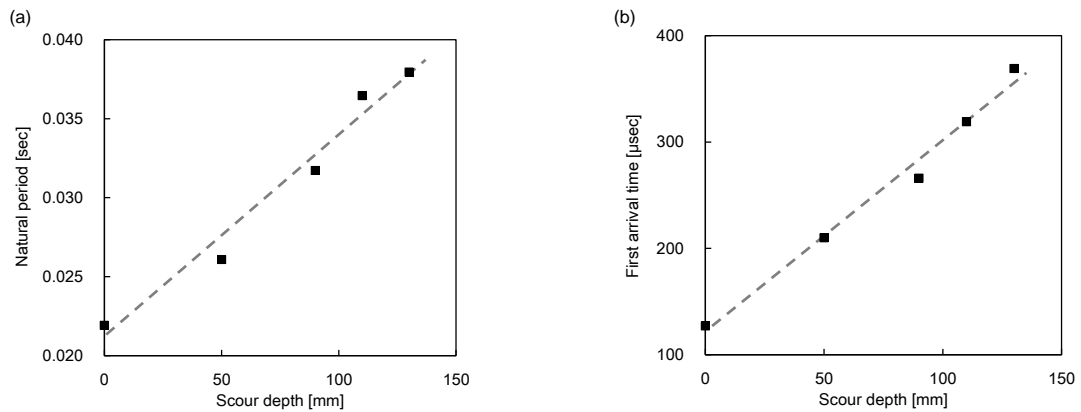 (a)
0.040
0.035
0.030
0.025
0.020
Natural period [sec]
0
50
100
150
Scour depth [mm]
(b)
400
300
200
100
First arrival time [μsec]
0
50
100
150
Scour depth [mm]